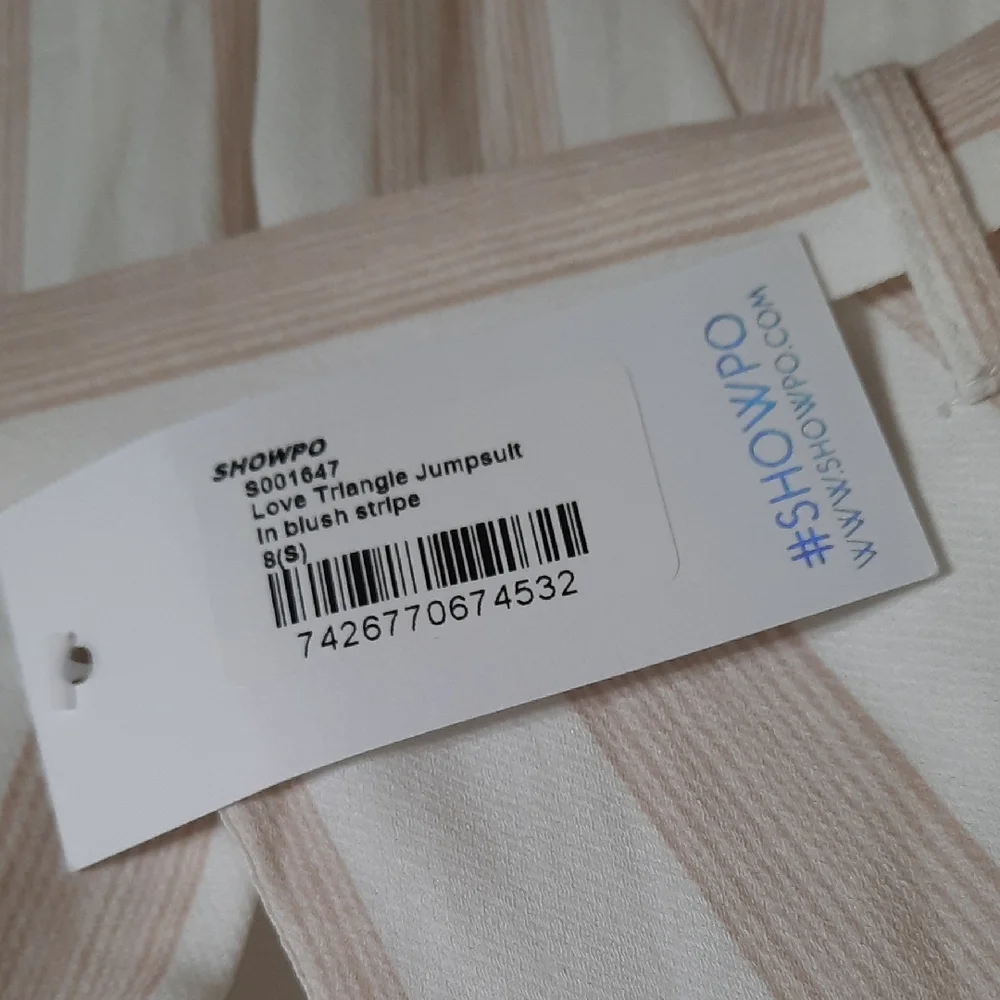 SHOWPO
S001647
Love Triangle Jumpsuit
in blush stripe
8(S)
7426770674532
#SHOWPO
WWW.SHOWPO.COM